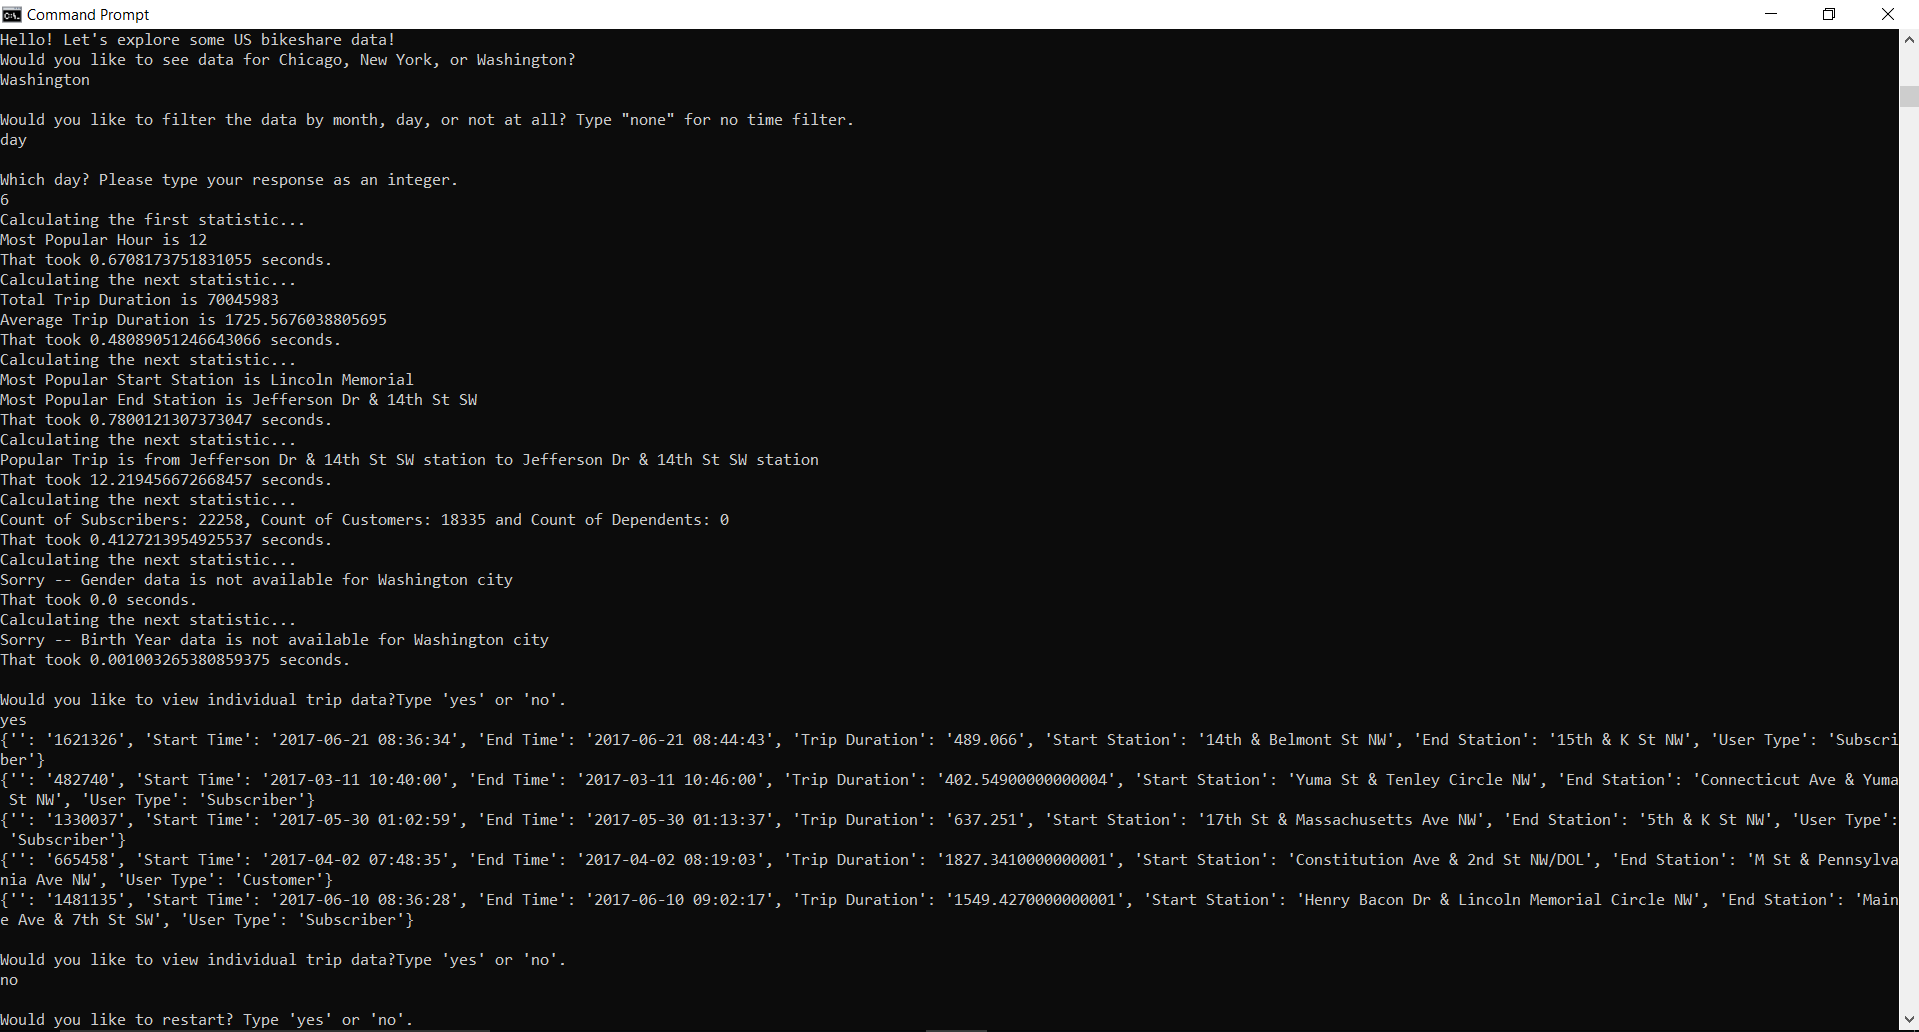 Command Prompt
Hello! Let's explore some US bikeshare data!
Would you like to see data for Chicago, New York, or Washington?
Washington
Would you like to filter the data by month, day, or not at all? Type "none" for no time filter.
day
Which day? Please type your response as an integer.
6
Calculating the first statistic...
Most Popular Hour is 12
That took 0.6708173751831055 seconds.
Calculating the next statistic...
Total Trip Duration is 70045983
Average Trip Duration is 1725.5676038805695
That took 0.48089051246643066 seconds.
Calculating the next statistic...
Most Popular Start Station is Lincoln Memorial
Most Popular End Station is Jefferson Dr & 14th St SW
That took 0.7800121307373047 seconds.
Calculating the next statistic...
Popular Trip is from Jefferson Dr & 14th St SW station to Jefferson Dr & 14th St SW station
That took 12.219456672668457 seconds.
Calculating the next statistic...
Count of Subscribers: 22258, Count of Customers: 18335 and Count of Dependents: 0
That took 0.4127213954925537 seconds.
Calculating the next statistic...
Sorry -- Gender data is not available for Washington city
That took 0.0 seconds.
Calculating the next statistic...
Sorry -- Birth Year data is not available for Washington city
That took 0.001003265380859375 seconds.
Would you like to view individual trip data?Type 'yes' or 'no'.
yes
{'': '1621326', 'Start Time': '2017-06-21 08:36:34', 'End Time': '2017-06-21 08:44:43', 'Trip Duration': '489.066', 'Start Station': '14th & Belmont St NW', 'End Station': '15th & K St NW', 'User Type': 'Subscri
ber'}
{'': '482740', 'Start Time': '2017-03-11 10:40:00', 'End Time': '2017-03-11 10:46:00', 'Trip Duration': '402.54900000000004', 'Start Station': 'Yuma St & Tenley Circle NW', 'End Station': 'Connecticut Ave & Yuma
 St NW', 'User Type': 'Subscriber'}
{'': '1330037', 'Start Time': '2017-05-30 01:02:59', 'End Time': '2017-05-30 01:13:37', 'Trip Duration': '637.251', 'Start Station': '17th St & Massachusetts Ave NW', 'End Station': '5th & K St NW', 'User Type':
 'Subscriber'}
{'': '665458', 'Start Time': '2017-04-02 07:48:35', 'End Time': '2017-04-02 08:19:03', 'Trip Duration': '1827.3410000000001', 'Start Station': 'Constitution Ave & 2nd St NW/DOL', 'End Station': 'M St & Pennsylva
nia Ave NW', 'User Type': 'Customer'}
{'': '1481135', 'Start Time': '2017-06-10 08:36:28', 'End Time': '2017-06-10 09:02:17', 'Trip Duration': '1549.4270000000001', 'Start Station': 'Henry Bacon Dr & Lincoln Memorial Circle NW', 'End Station': 'Main
e Ave & 7th St SW', 'User Type': 'Subscriber'}
Would you like to view individual trip data?Type 'yes' or 'no'.
no
Would you like to restart? Type 'yes' or 'no'.